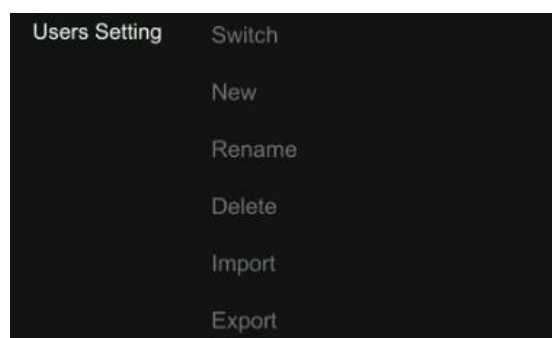 Users Setting Switch
New
Rename
Delete
Import
Export